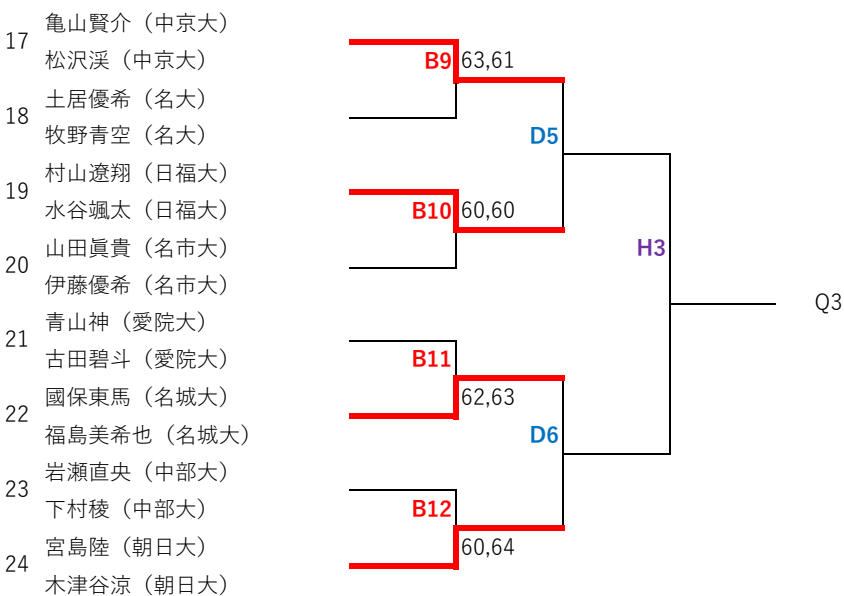 17
亀山賢介（中京大）
松沢渓（中京大）
B9
63,61
18
土居優希（名大）
牧野青空（名大）
D5
19
村山遼翔（日福大）
水谷颯太（日福大）
B10
60,60
20
山田眞貴（名市大）
伊藤優希（名市大）
H3
Q3
21
青山神（愛院大）
古田碧斗（愛院大）
B11
22
國保東馬（名城大）
福島美希也（名城大）
62,63
D6
23
岩瀬直央（中部大）
下村稜（中部大）
B12
24
宮島陸（朝日大）
木津谷涼（朝日大）
60,64